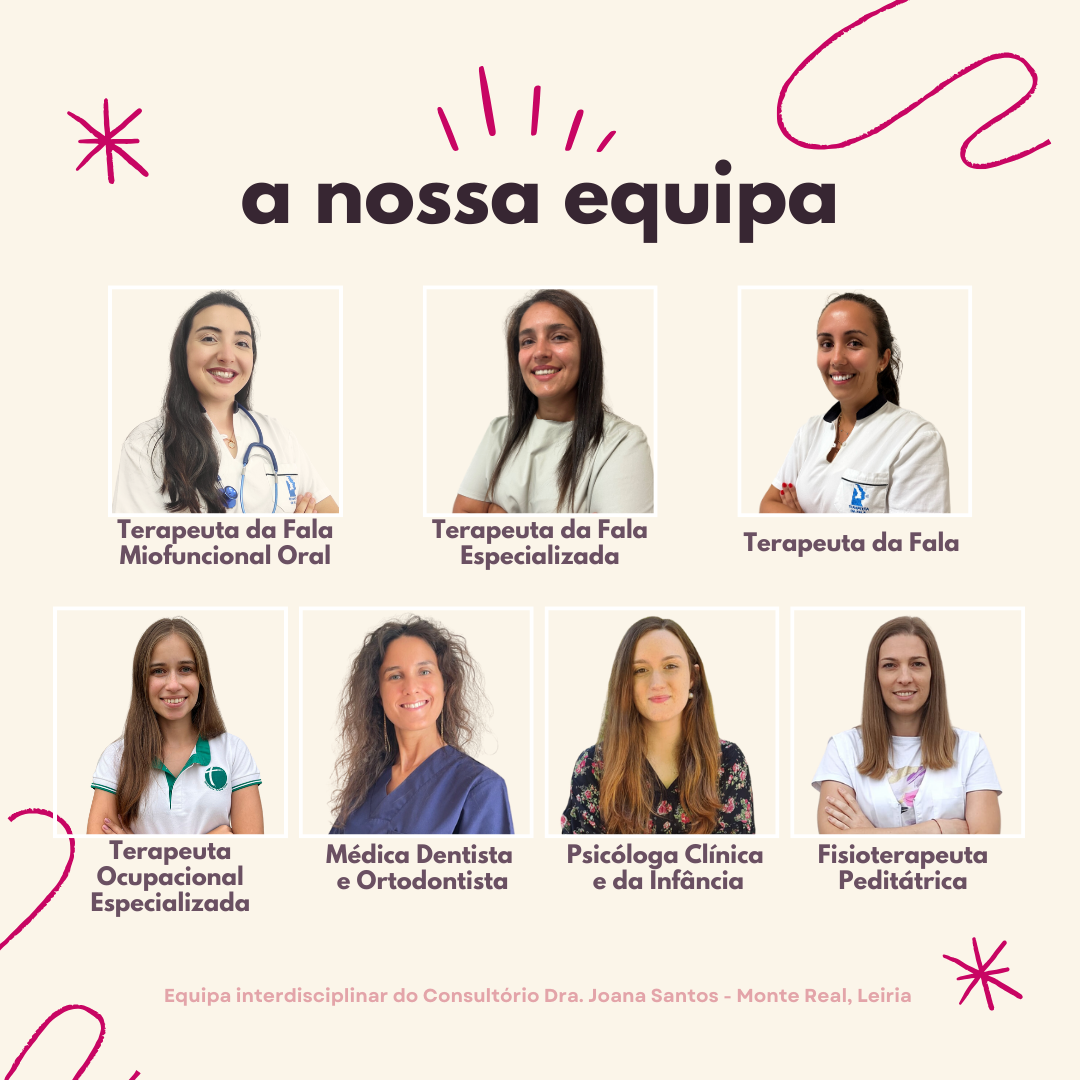 a nossa equipa
Terapeuta da Fala
Miofuncional Oral
Terapeuta da Fala
Especializada
Terapeuta da Fala
Terapeuta
Ocupacional
Especializada
Médica Dentista
e Ortodontista
Psicóloga Clínica
e da Infância
Fisioterapeuta
Peditátrica
Equipa interdisciplinar do Consultório Dra. Joana Santos - Monte Real, Leiria